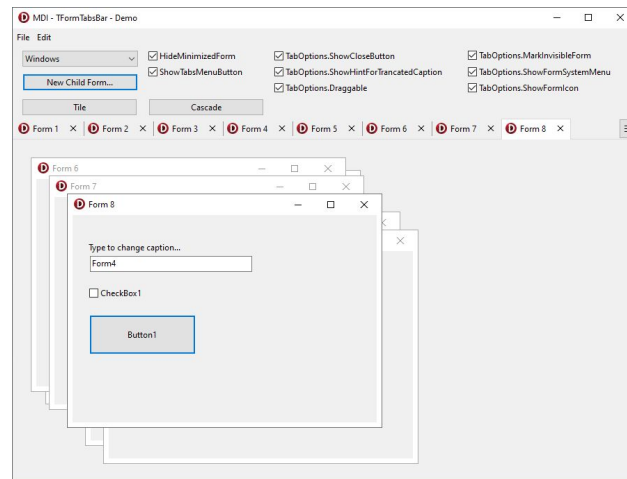 MDI - TFormTabsBar - Demo
File Edit
Windows
HideMinimizedForm
TabOptions.ShowCloseButton
TabOptions.MarkInvisibleForm
ShowTabsMenuButton
TabOptions.ShowHintForTrancatedCaption
TabOptions.ShowFormSystemMenu
New Child Form...
TabOptions.Draggable
TabOptions.ShowFormIcon
Tile
Cascade
Form 1
Form 2
Form 3
Form 4
Form 5
Form 6
Form 7
Form 8
Form 6
Form 7
Form 8
Type to change caption...
Form4
CheckBox1
Button1